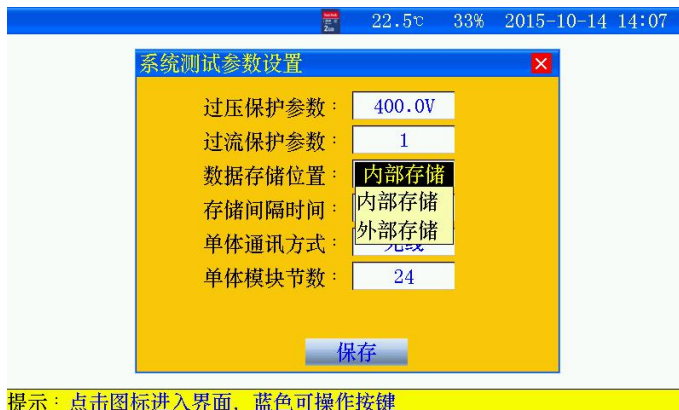 SanDisk
2GB
22.5℃ 33% 2015-10-14 14:07
系统测试参数设置
过压保护参数： 400.0V
过流保护参数： 1
数据存储位置： 内部存储
内部存储
外部存储
存储间隔时间：
单体通讯方式： 无线
单体模块节数： 24
保存
提示：点击图标进入界面，蓝色可操作按键